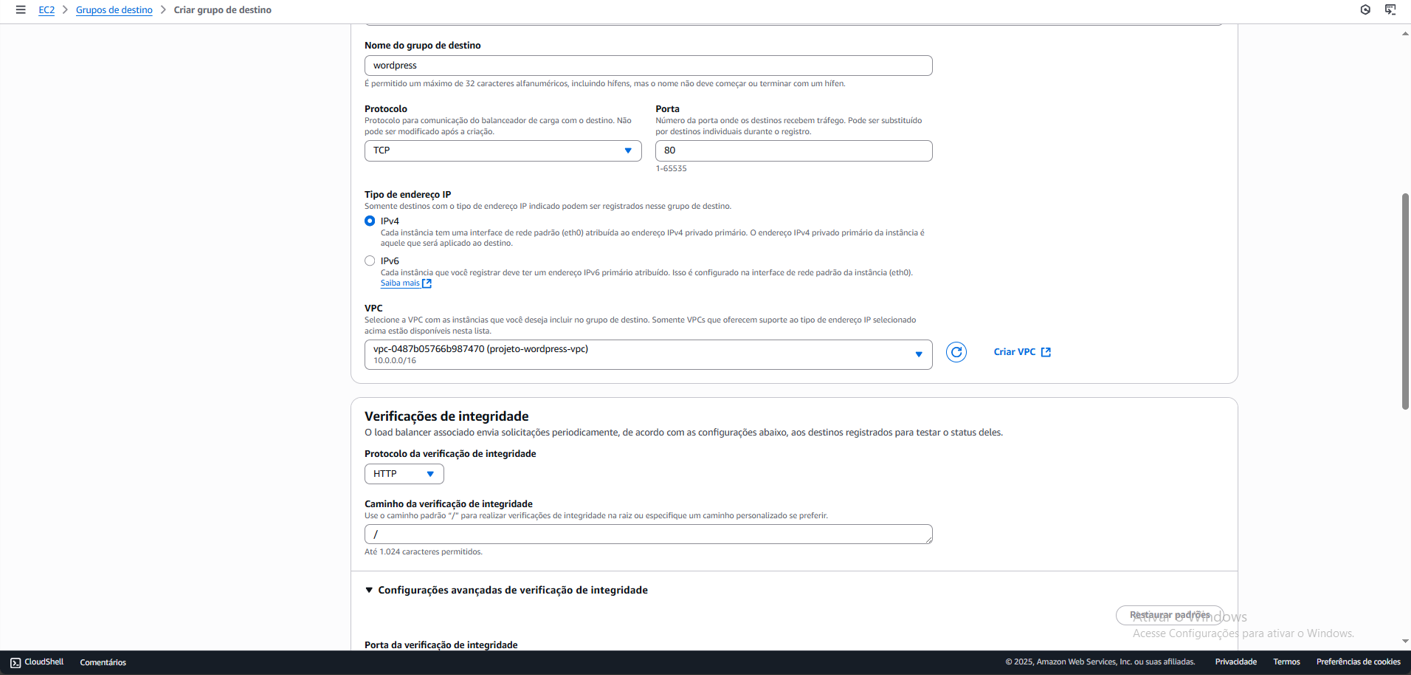 EC2 > Grupos de destino > Criar grupo de destino
Nome do grupo de destino
wordpress
É permitido um máximo de 32 caracteres alfanuméricos, incluindo hífens, mas o nome não deve começar ou terminar com um hífen.
Protocolo
Protocolo para comunicação do balanceador de carga com o destino. Não
pode ser modificado após a criação.
TCP
Porta
Número da porta onde os destinos recebem tráfego. Pode ser substituído
por destinos individuais durante o registro.
80
1-65535
Tipo de endereço IP
Somente destinos com o tipo de endereço IP indicado podem ser registrados nesse grupo de destino.
IPv4
Cada instância tem uma interface de rede padrão (eth0) atribuída ao endereço IPv4 privado primário. O endereço IPv4 privado primário da instância é
aquele que será aplicado ao destino.
IPv6
Cada instância que você registrar deve ter um endereço IPv6 primário atribuído. Isso é configurado na interface de rede padrão da instância (eth0).
Saiba mais
VPC
Selecione a VPC com as instâncias que você deseja incluir no grupo de destino. Somente VPCs que oferecem suporte ao tipo de endereço IP selecionado
acima estão disponíveis nesta lista.
vpc-0487b05766b987470 (projeto-wordpress-vpc)
10.0.0.0/16
Criar VPC
Verificações de integridade
O load balancer associado envia solicitações periodicamente, de acordo com as configurações abaixo, aos destinos registrados para testar o status deles.
Protocolo da verificação de integridade
HTTP
Caminho da verificação de integridade
Use o caminho padrão "/" para realizar verificações de integridade na raiz ou especifique um caminho personalizado se preferir.
/
Até 1.024 caracteres permitidos.
Configurações avançadas de verificação de integridade
Restaurar padrões
Ativar o Windows
Acesse Configurações para ativar o Windows.
Porta da verificação de integridade
CloudShell
Comentários
© 2025, Amazon Web Services, Inc. ou suas afiliadas.
Privacidade
Termos
Preferências de cookies